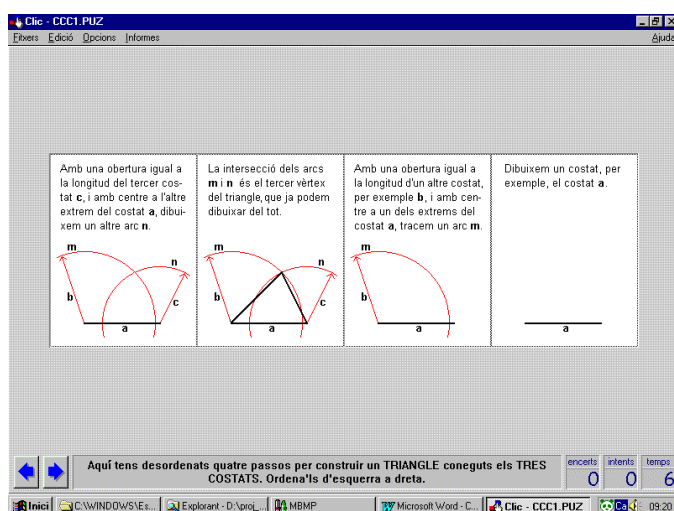 Clic - CCC1.PUZ
Fitxers Edició Opcions Informes Ajuda
Amb una obertura igual a
la longitud del tercer cos-
tat c, i amb centre a l'altre
extrem del costat a, dibui-
xem un altre arc n.
m
n
b
c
a
La intersecció dels arcs
m i n és el tercer vèrtex
del triangle, que ja podem
dibuixar del tot.
m
n
b
c
a
Amb una obertura igual a
la longitud d'un altre costat,
per exemple b, i amb cen-
tre a un dels extrems del
costat a, tracem un arc m.
m
b
a
Dibuixem un costat, per
exemple, el costat a.
a
Aquí tens desordenats quatre passos per construir un TRIANGLE coneguts els TRES
COSTATS. Ordena'ls d'esquerra a dreta.
encerts intents temps
0 0 6
Inici C:\WINDOWS\Es... Explorant - D:\proj_... MBMP Microsoft Word - C... Clic - CCC1.PUZ Ca 09:20